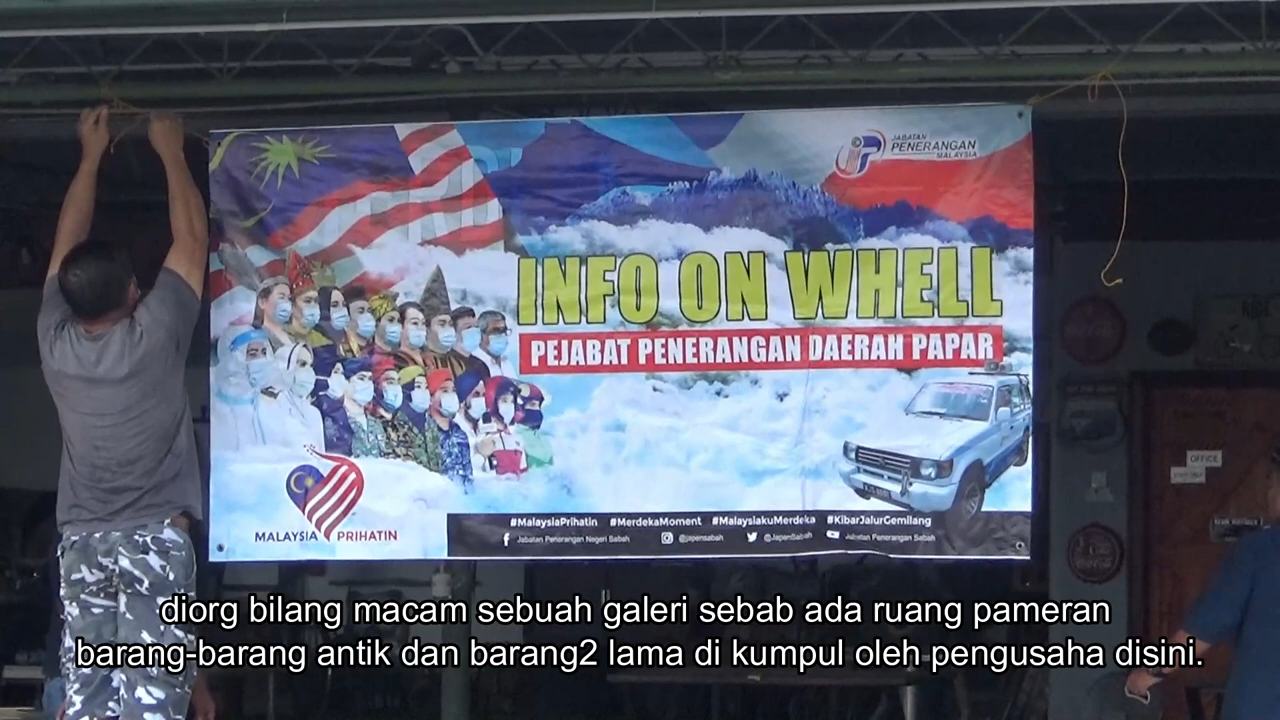 JABATAN
PENERANGAN
MALAYSIA
INFO ON WHELL
PEJABAT PENERANGAN DAERAH PAPAR
MALAYSIA PRIHATIN
#MalaysiaPrihatin #MerdekaMoment #MalaysiakuMerdeka #KibarJalurGemilang
Jabatan Penerangan Negeri Sabah @japensabah @JapenSabah Jabatan Penerangan Sabah
OFFICE
diorg bilang macam sebuah galeri sebab ada ruang pameran
barang-barang antik dan barang2 lama di kumpul oleh pengusaha disini.